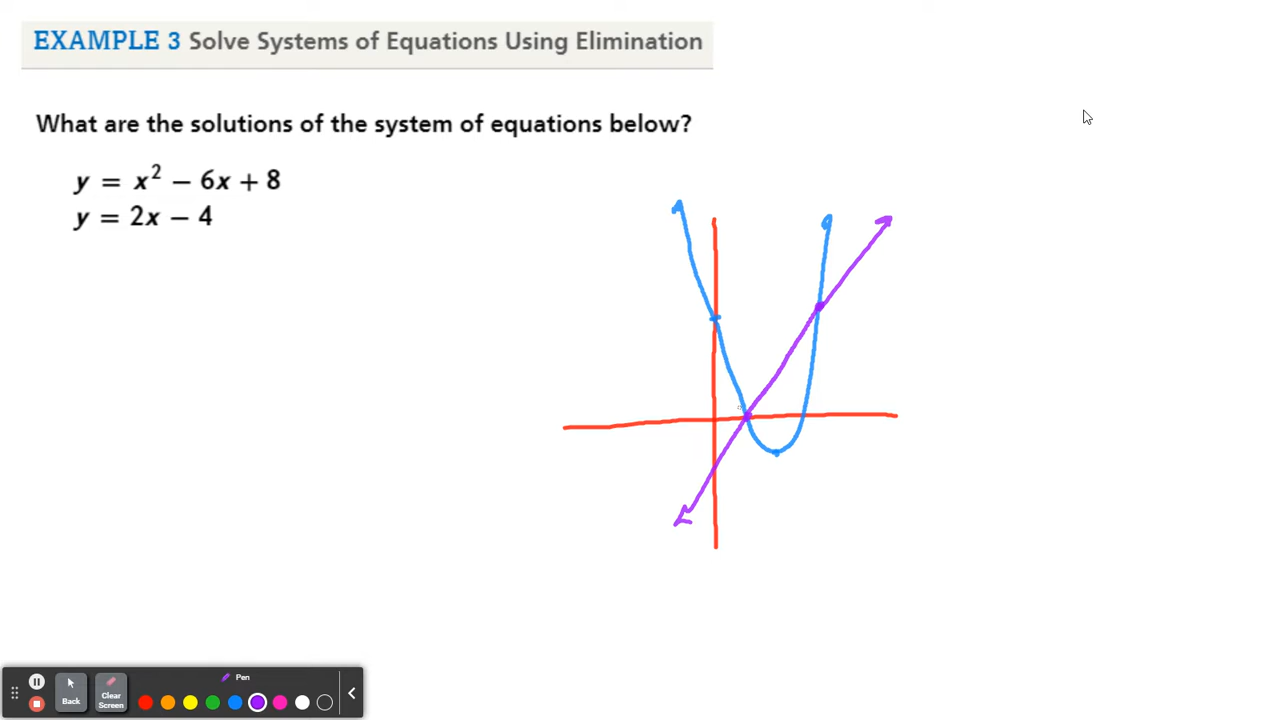 EXAMPLE 3 Solve Systems of Equations Using Elimination
What are the solutions of the system of equations below?
y = x² − 6x + 8
y = 2x − 4
Pen
Back
Clear Screen